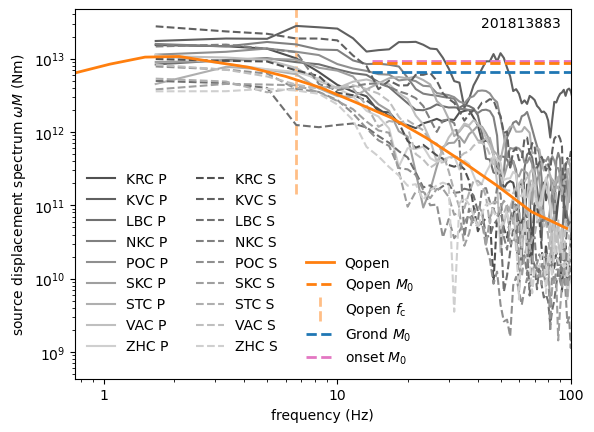 201813883
source displacement spectrum ωM (Nm)
10¹³
10¹²
10¹¹
10¹⁰
10⁹
KRC P
KVC P
LBC P
NKC P
POC P
SKC P
STC P
VAC P
ZHC P
KRC S
KVC S
LBC S
NKC S
POC S
SKC S
STC S
VAC S
ZHC S
Qopen
Qopen M₀
Qopen f_c
Grond M₀
onset M₀
1 10 100
frequency (Hz)